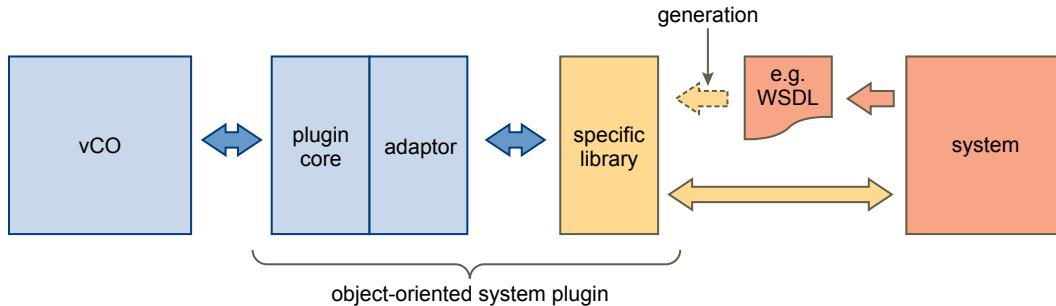 generation
vCO
plugin
core
adaptor
specific
library
e.g.
WSDL
system
object-oriented system plugin